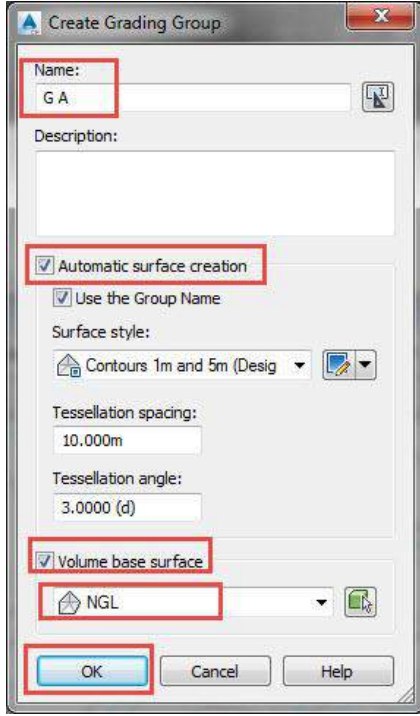 Create Grading Group
Name:
G A
Description:
Automatic surface creation
Use the Group Name
Surface style:
Contours 1m and 5m (Desig
Tessellation spacing:
10.000m
Tessellation angle:
3.0000 (d)
Volume base surface
NGL
OK Cancel Help